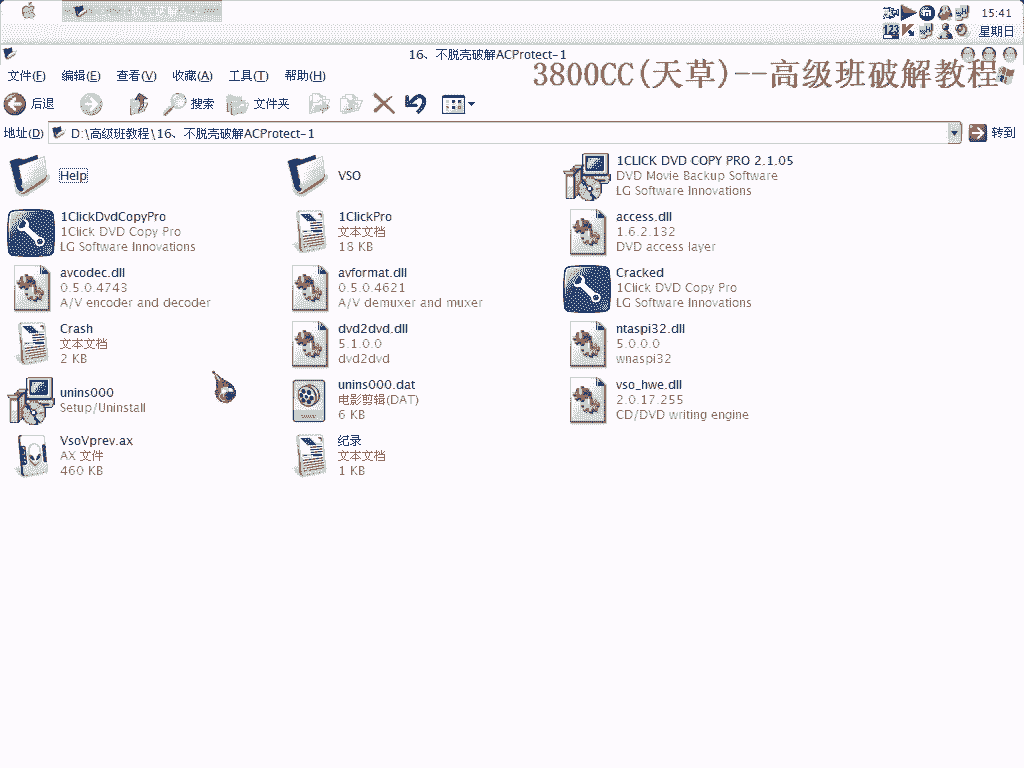 15:41
123
星期日
16、不脱壳破解ACProtect-1
3800CC(天草)--高级班破解教程
文件(F) 编辑(E) 查看(V) 收藏(A) 工具(T) 帮助(H)
后退 搜索 文件夹
地址(D) D:\高级班教程\16、不脱壳破解ACProtect-1 转到
Help
VSO
1CLICK DVD COPY PRO 2.1.05
DVD Movie Backup Software
LG Software Innovations
1ClickDvdCopyPro
1Click DVD Copy Pro
LG Software Innovations
1ClickPro
文本文档
18 KB
access.dll
1.6.2.132
DVD access layer
avcodec.dll
0.5.0.4743
A/V encoder and decoder
avformat.dll
0.5.0.4621
A/V demuxer and muxer
Cracked
1Click DVD Copy Pro
LG Software Innovations
Crash
文本文档
2 KB
dvd2dvd.dll
5.1.0.0
dvd2dvd
ntaspi32.dll
5.0.0.0
wnaspi32
unins000
Setup/Uninstall
unins000.dat
电影剪辑(DAT)
6 KB
vso_hwe.dll
2.0.17.255
CD/DVD writing engine
VsoVprev.ax
AX 文件
460 KB
纪录
文本文档
1 KB